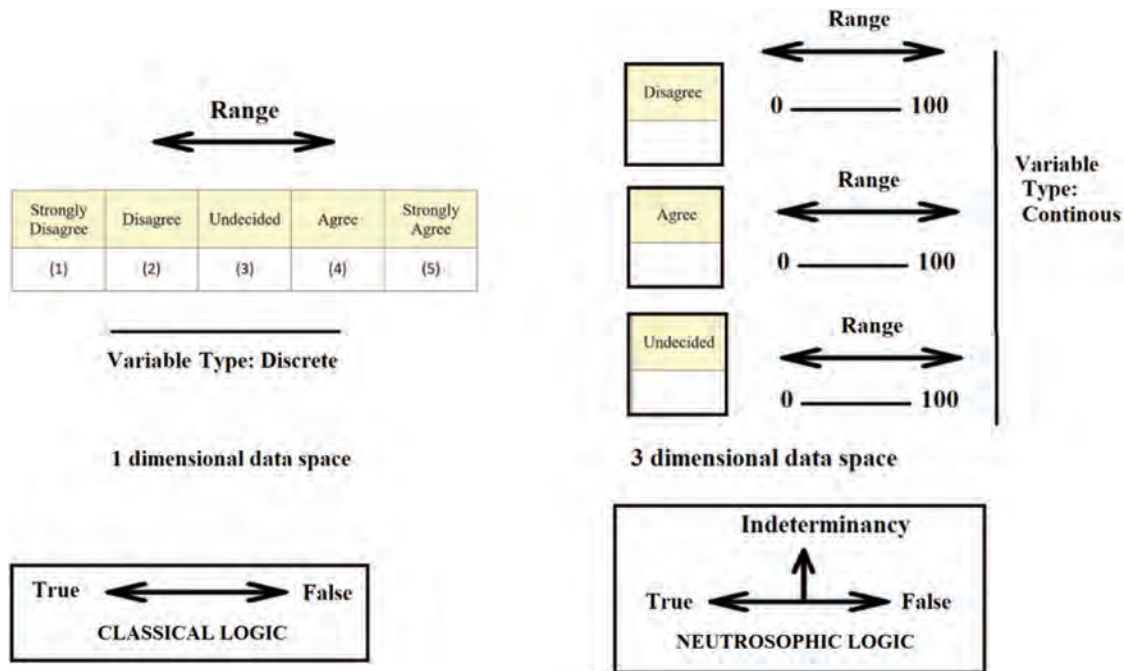 Range
Strongly Disagree
Disagree
Undecided
Agree
Strongly Agree
(1)
(2)
(3)
(4)
(5)
Variable Type: Discrete
1 dimensional data space
True
False
CLASSICAL LOGIC
Range
Disagree
0
100
Range
Agree
0
100
Range
Undecided
0
100
Variable
Type:
Continous
3 dimensional data space
Indeterminancy
True
False
NEUTROSOPHIC LOGIC